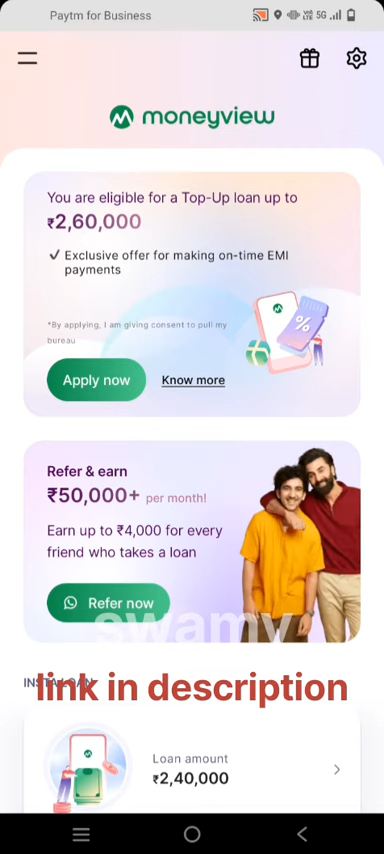 Paytm for Business
5G
moneyview
You are eligible for a Top-Up loan up to
₹2,60,000
Exclusive offer for making on-time EMI
payments
*By applying, I am giving consent to pull my
bureau
Apply now
Know more
%
Refer & earn
₹50,000+ per month!
Earn up to ₹4,000 for every
friend who takes a loan
Refer now
swamy
link in description
Loan amount
₹2,40,000